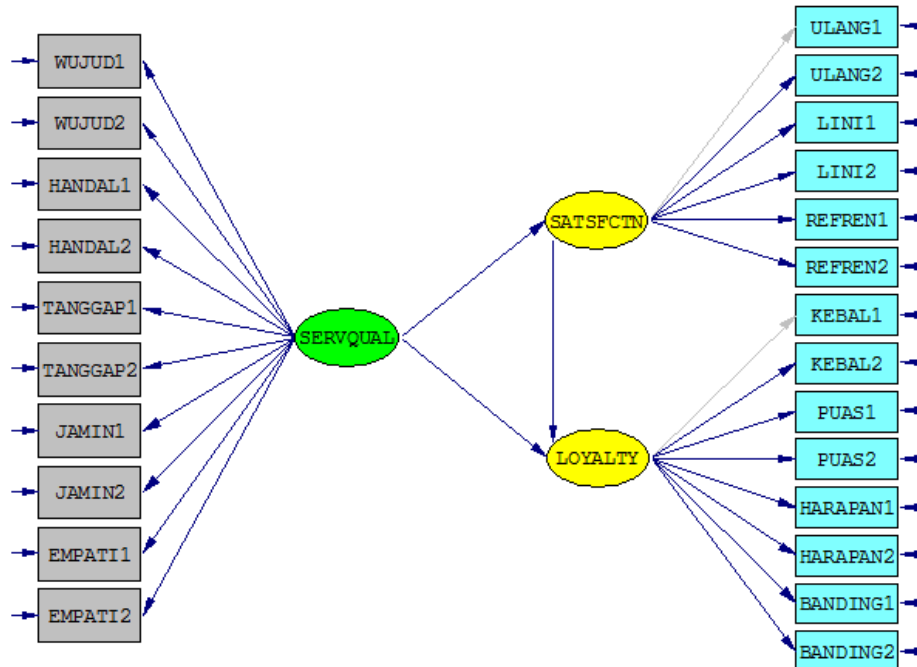 WUJUD1
WUJUD2
HANDAL1
HANDAL2
TANGGAP1
TANGGAP2
JAMIN1
JAMIN2
EMPATI1
EMPATI2
SERVQUAL
SATSFCTN
LOYALTY
ULANG1
ULANG2
LINI1
LINI2
REFREN1
REFREN2
KEBAL1
KEBAL2
PUAS1
PUAS2
HARAPAN1
HARAPAN2
BANDING1
BANDING2